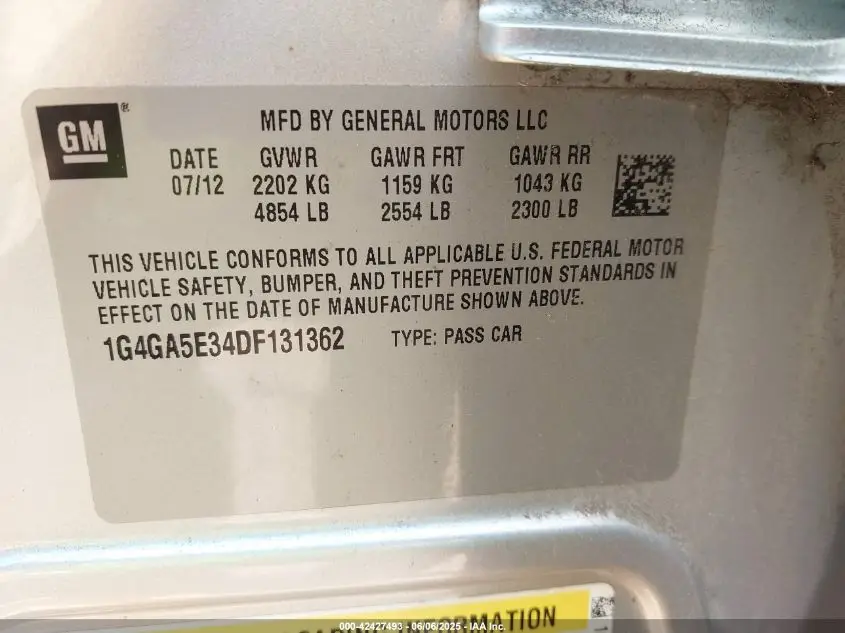 GM ®
MFD BY GENERAL MOTORS LLC
DATE GVWR GAWR FRT GAWR RR
07/12 2202 KG 1159 KG 1043 KG
4854 LB 2554 LB 2300 LB
THIS VEHICLE CONFORMS TO ALL APPLICABLE U.S. FEDERAL MOTOR
VEHICLE SAFETY, BUMPER, AND THEFT PREVENTION STANDARDS IN
EFFECT ON THE DATE OF MANUFACTURE SHOWN ABOVE.
1G4GA5E34DF131362 TYPE: PASS CAR
INFORMATION
000-42427493 - 06/06/2025 - IAA Inc.